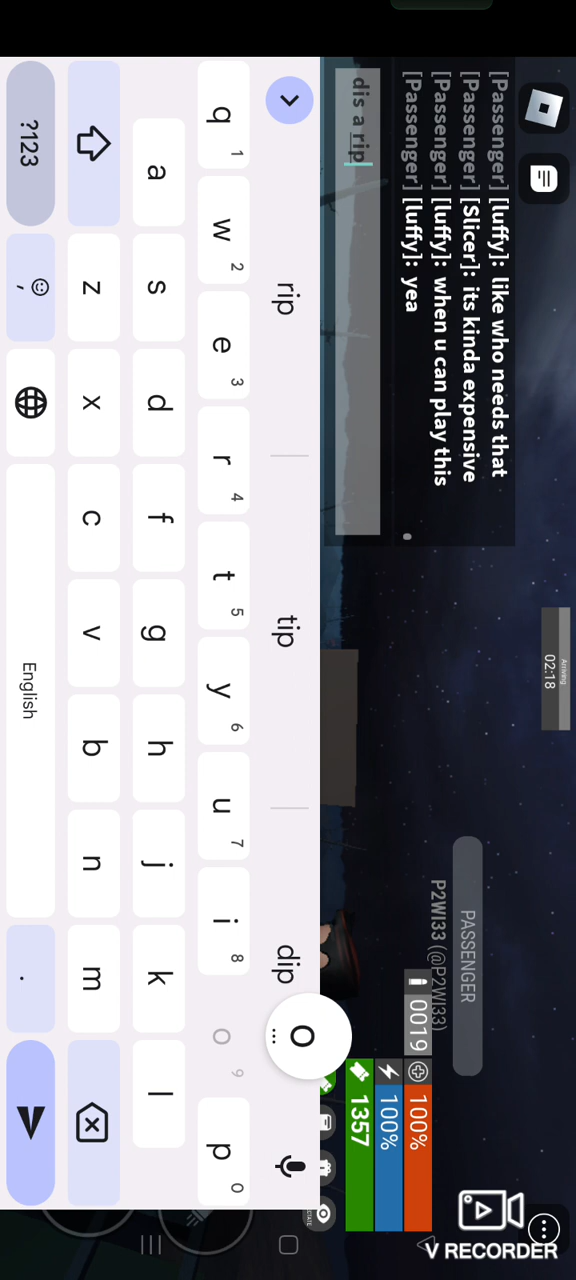 [Passenger] [luffy]: like who needs that
[Passenger] [Slicer]: its kinda expensive
[Passenger] [luffy]: when u can play this
[Passenger] [luffy]: yea
dis a rip
Arriving
02:18
PASSENGER
P2WI33 (@P2WI33)
0019
100%
100%
1357
rip tip dip
q 1 w 2 e 3 r 4 t 5 y 6 u 7 i 8 o 9 p 0
O
a s d f g h j k l
z x c v b n m
?123 , English .
V RECORDER